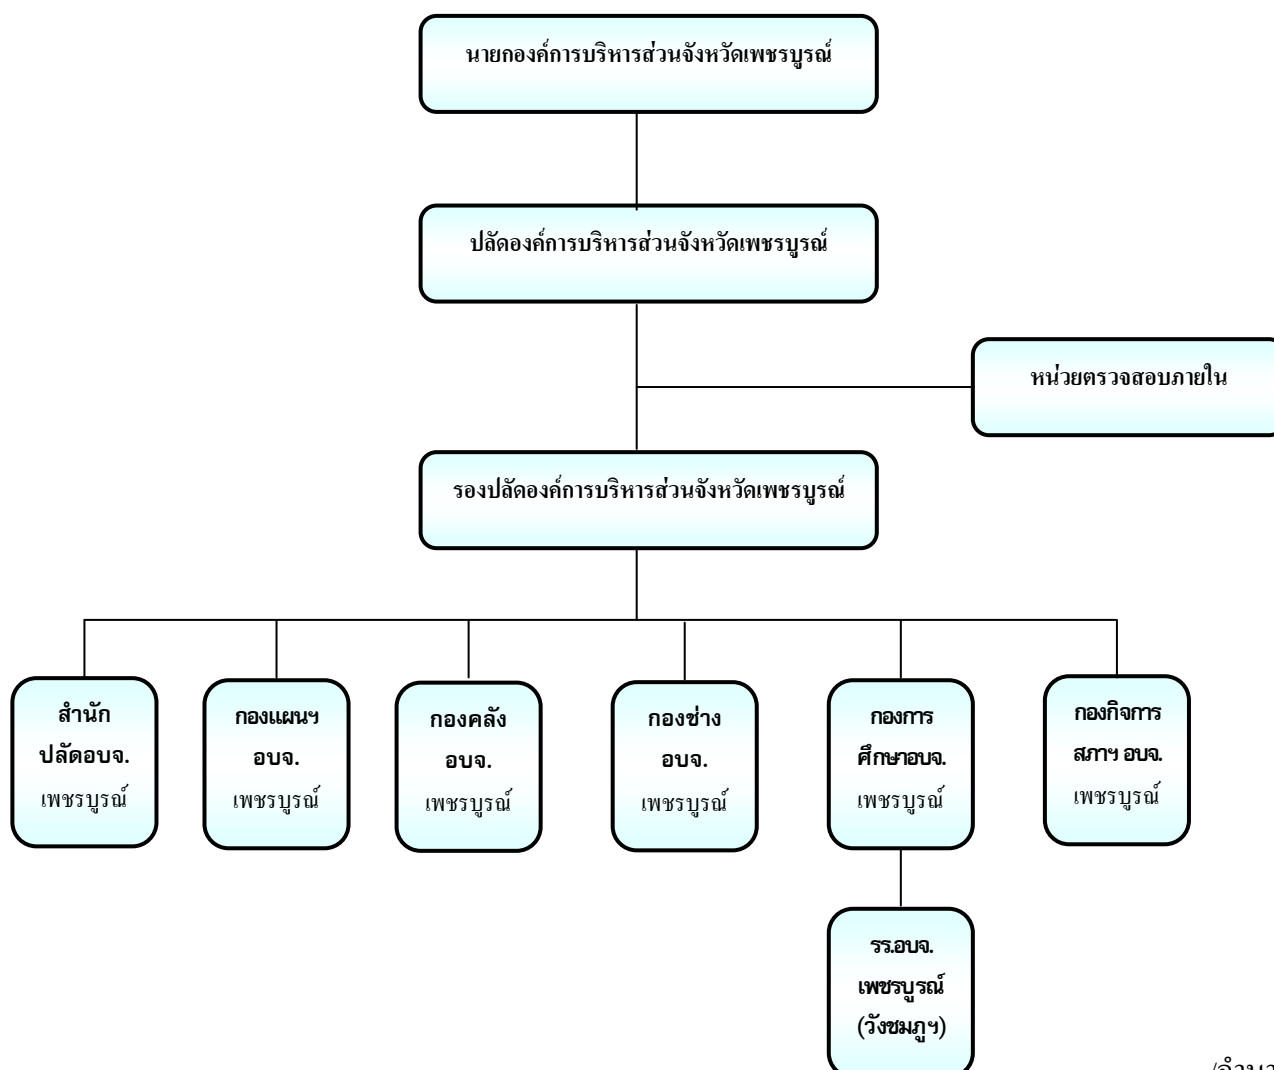 นายกองค์การบริหารส่วนจังหวัดเพชรบูรณ์
ปลัดองค์การบริหารส่วนจังหวัดเพชรบูรณ์
หน่วยตรวจสอบภายใน
รองปลัดองค์การบริหารส่วนจังหวัดเพชรบูรณ์
สำนัก
ปลัดอบจ.
เพชรบูรณ์
กองแผนฯ
อบจ.
เพชรบูรณ์
กองคลัง
อบจ.
เพชรบูรณ์
กองช่าง
อบจ.
เพชรบูรณ์
กองการ
ศึกษาอบจ.
เพชรบูรณ์
กองกิจการ
สภาฯ อบจ.
เพชรบูรณ์
รร.อบจ.
เพชรบูรณ์
(วังชมภูฯ)